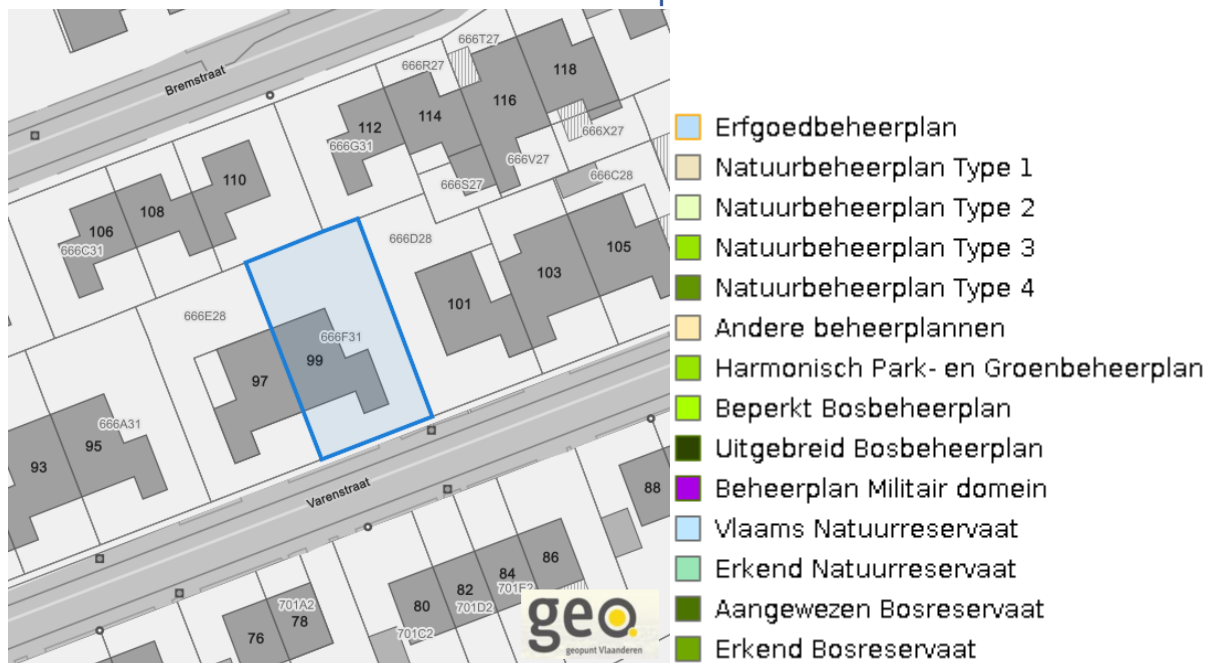 666T27
118
666R27
Bremstraat
116
114
112
666X27
666G31
666V27
110
666C28
666S27
108
106
666D28
666C31
105
103
101
666E28
666F31
99
97
666A31
95
93
Varenstraat
88
86
84
82
701E2
80
701D2
701A2
78
76
701C2
geo.
geopunt Vlaanderen
Erfgoedbeheerplan
Natuurbeheerplan Type 1
Natuurbeheerplan Type 2
Natuurbeheerplan Type 3
Natuurbeheerplan Type 4
Andere beheerplannen
Harmonisch Park- en Groenbeheerplan
Beperkt Bosbeheerplan
Uitgebreid Bosbeheerplan
Beheerplan Militair domein
Vlaams Natuurreservaat
Erkend Natuurreservaat
Aangewezen Bosreservaat
Erkend Bosreservaat